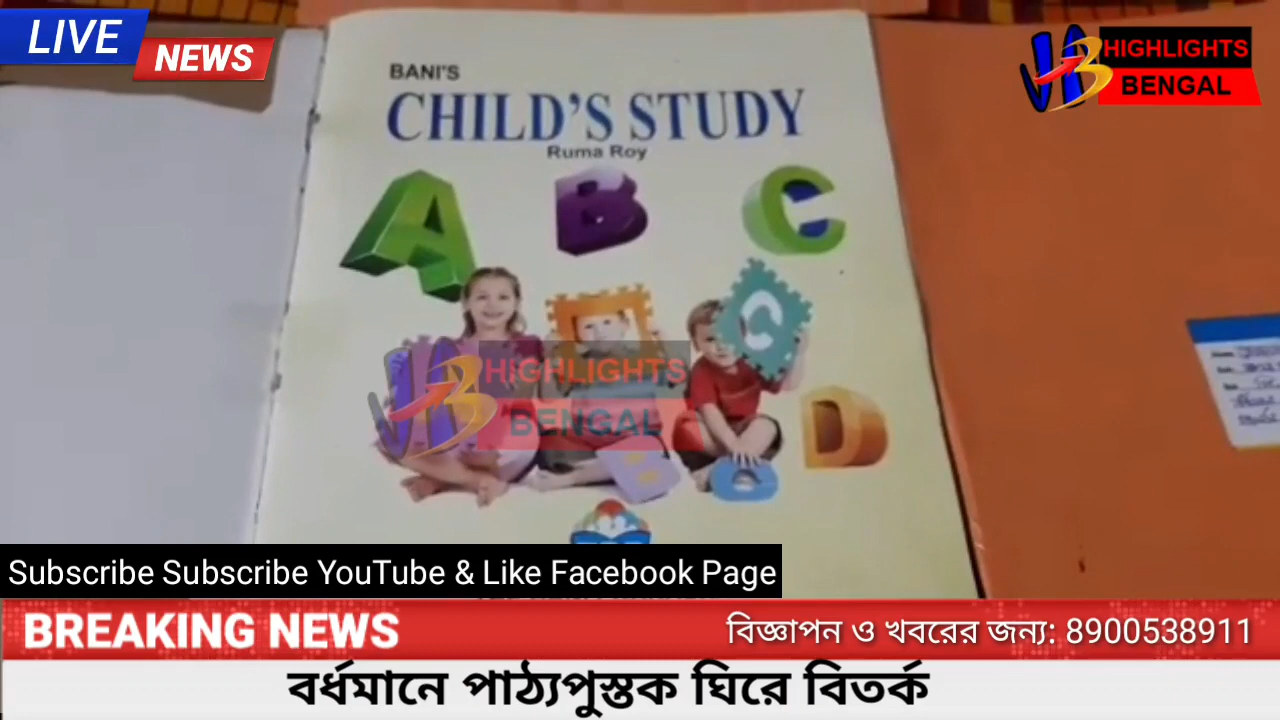 LIVE
NEWS
HIGHLIGHTS
BENGAL
BANI'S
CHILD'S STUDY
Ruma Roy
A B C
C
D
HIGHLIGHTS
BENGAL
Subscribe Subscribe YouTube & Like Facebook Page
BREAKING NEWS
বিজ্ঞাপন ও খবরের জন্য: 8900538911
বর্ধমানে পাঠ্যপুস্তক ঘিরে বিতর্ক